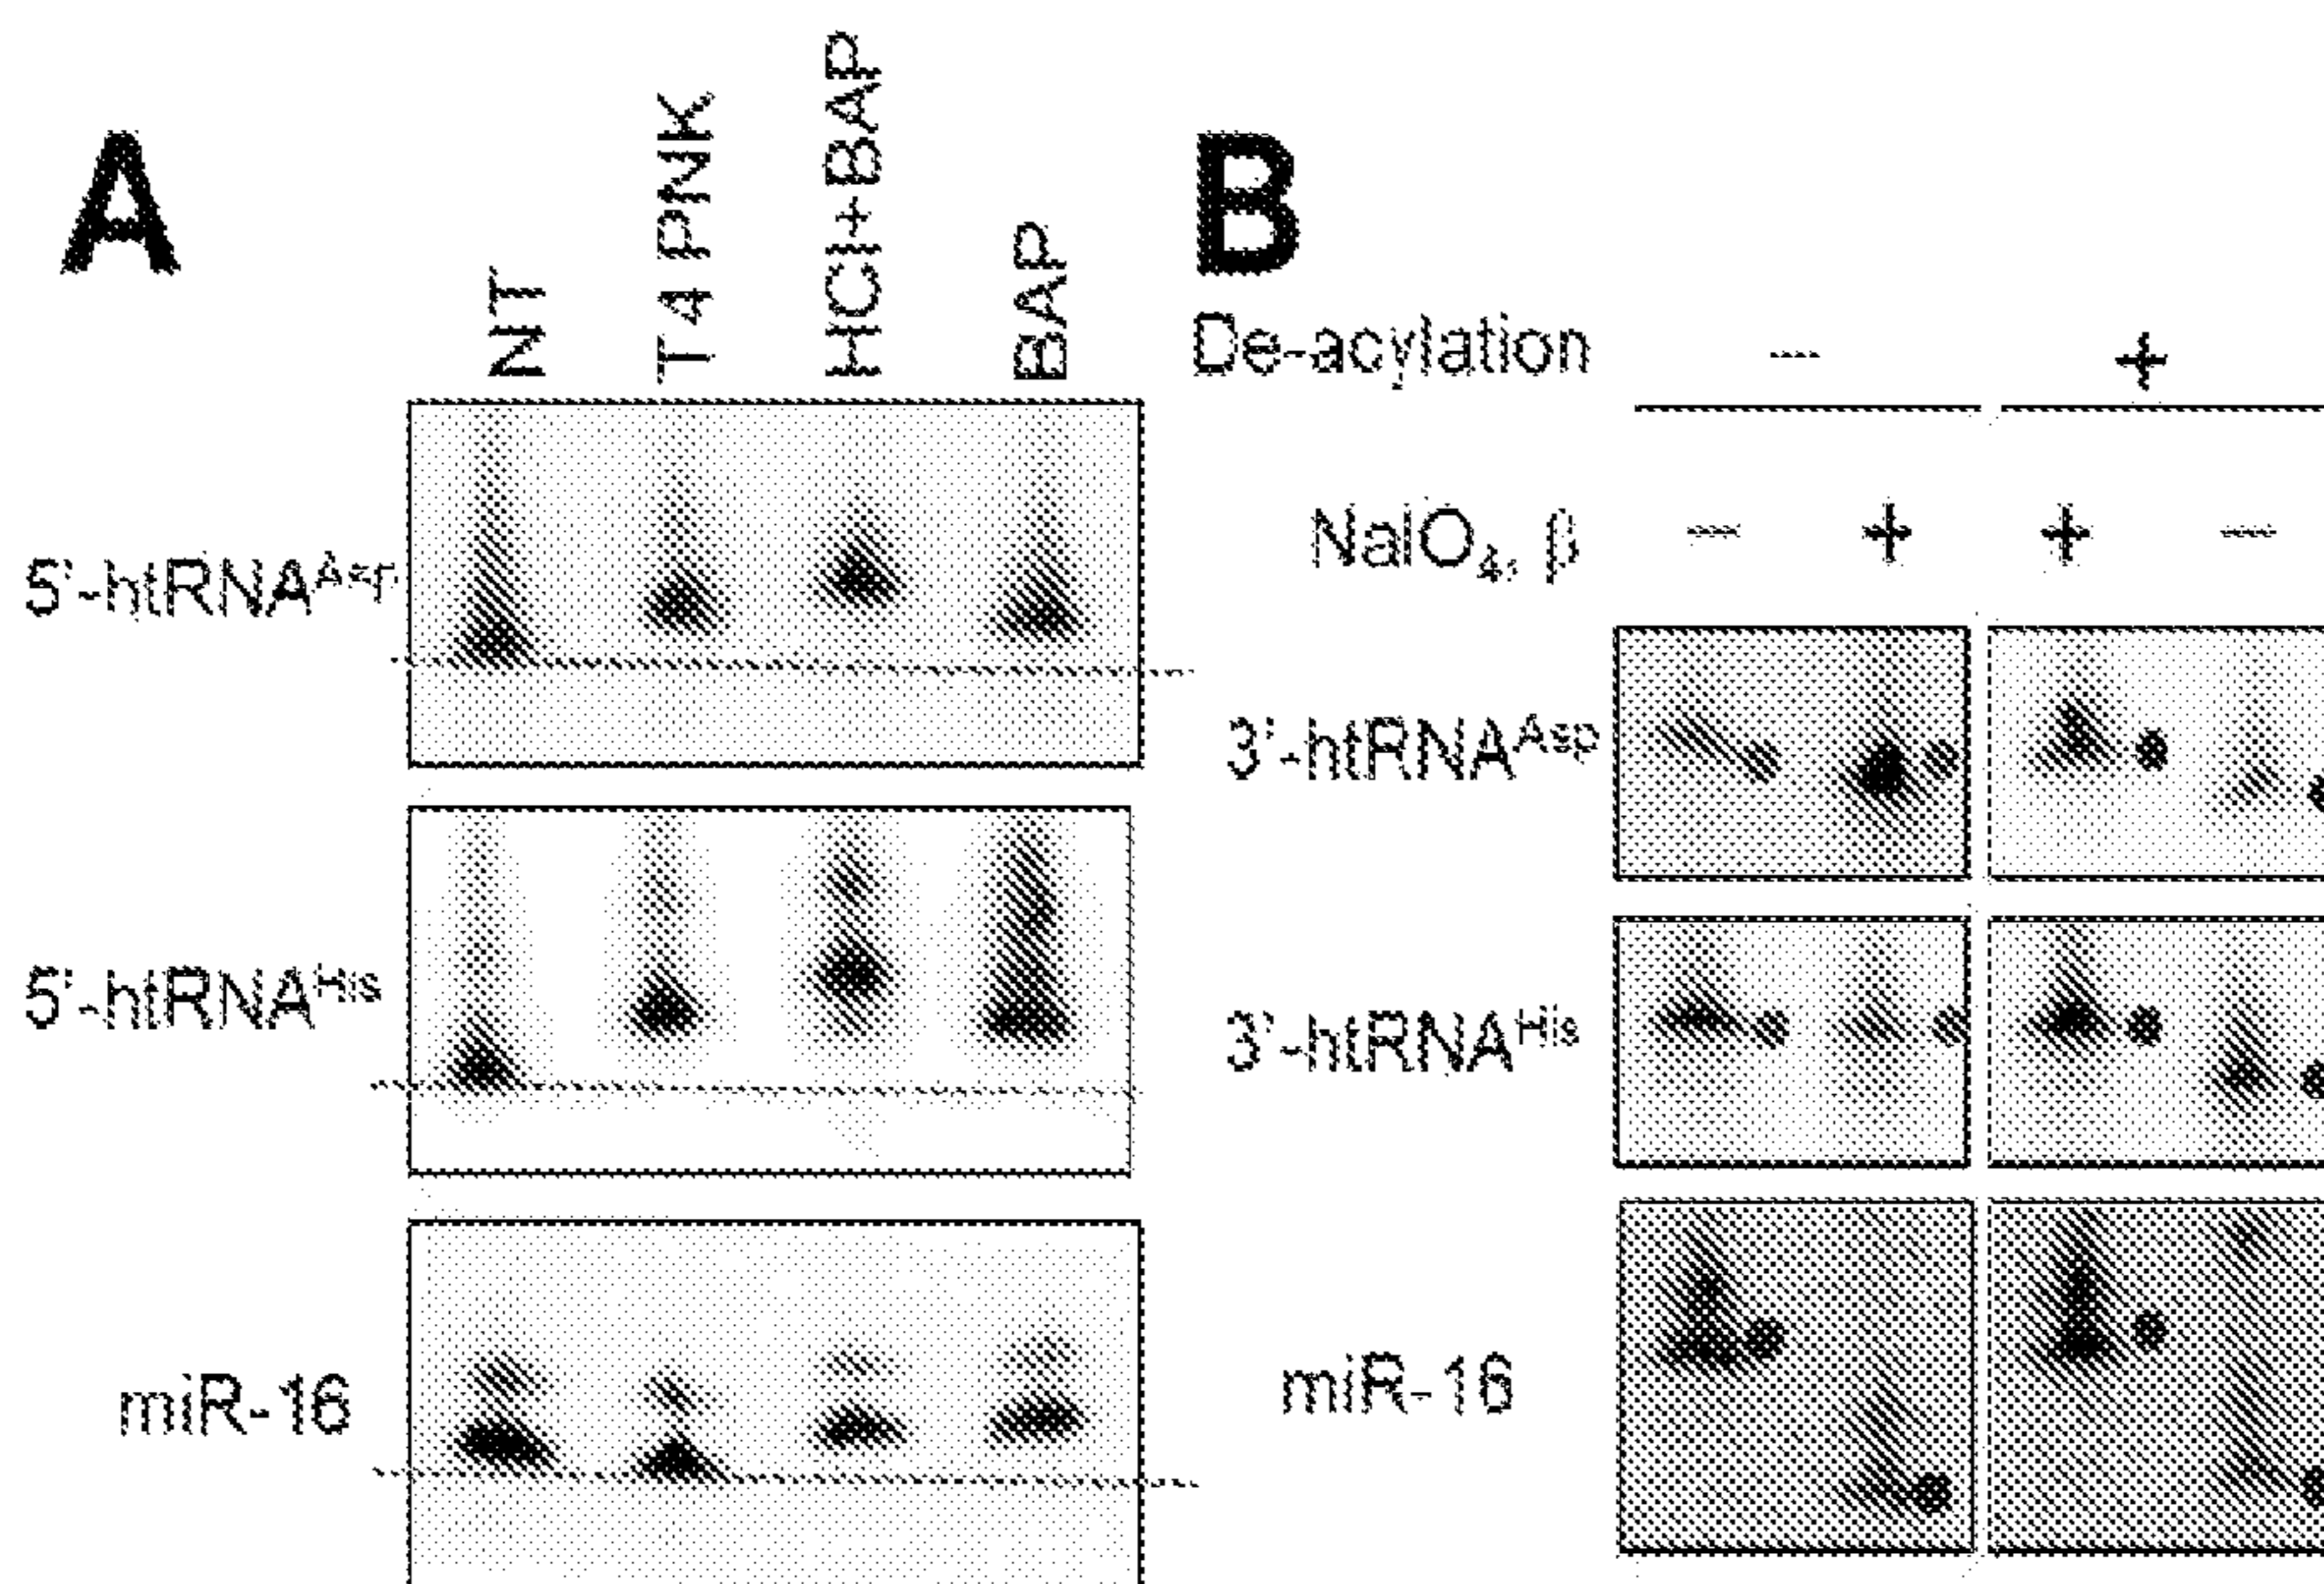 A
NT
T4 PNK
HCl+BAP
BAP
5'-htRNAAsp
5'-htRNAHis
miR-16
B
De-acylation - +
NaIO4, β - + + -
3'-htRNAAsp
3'-htRNAHis
miR-16